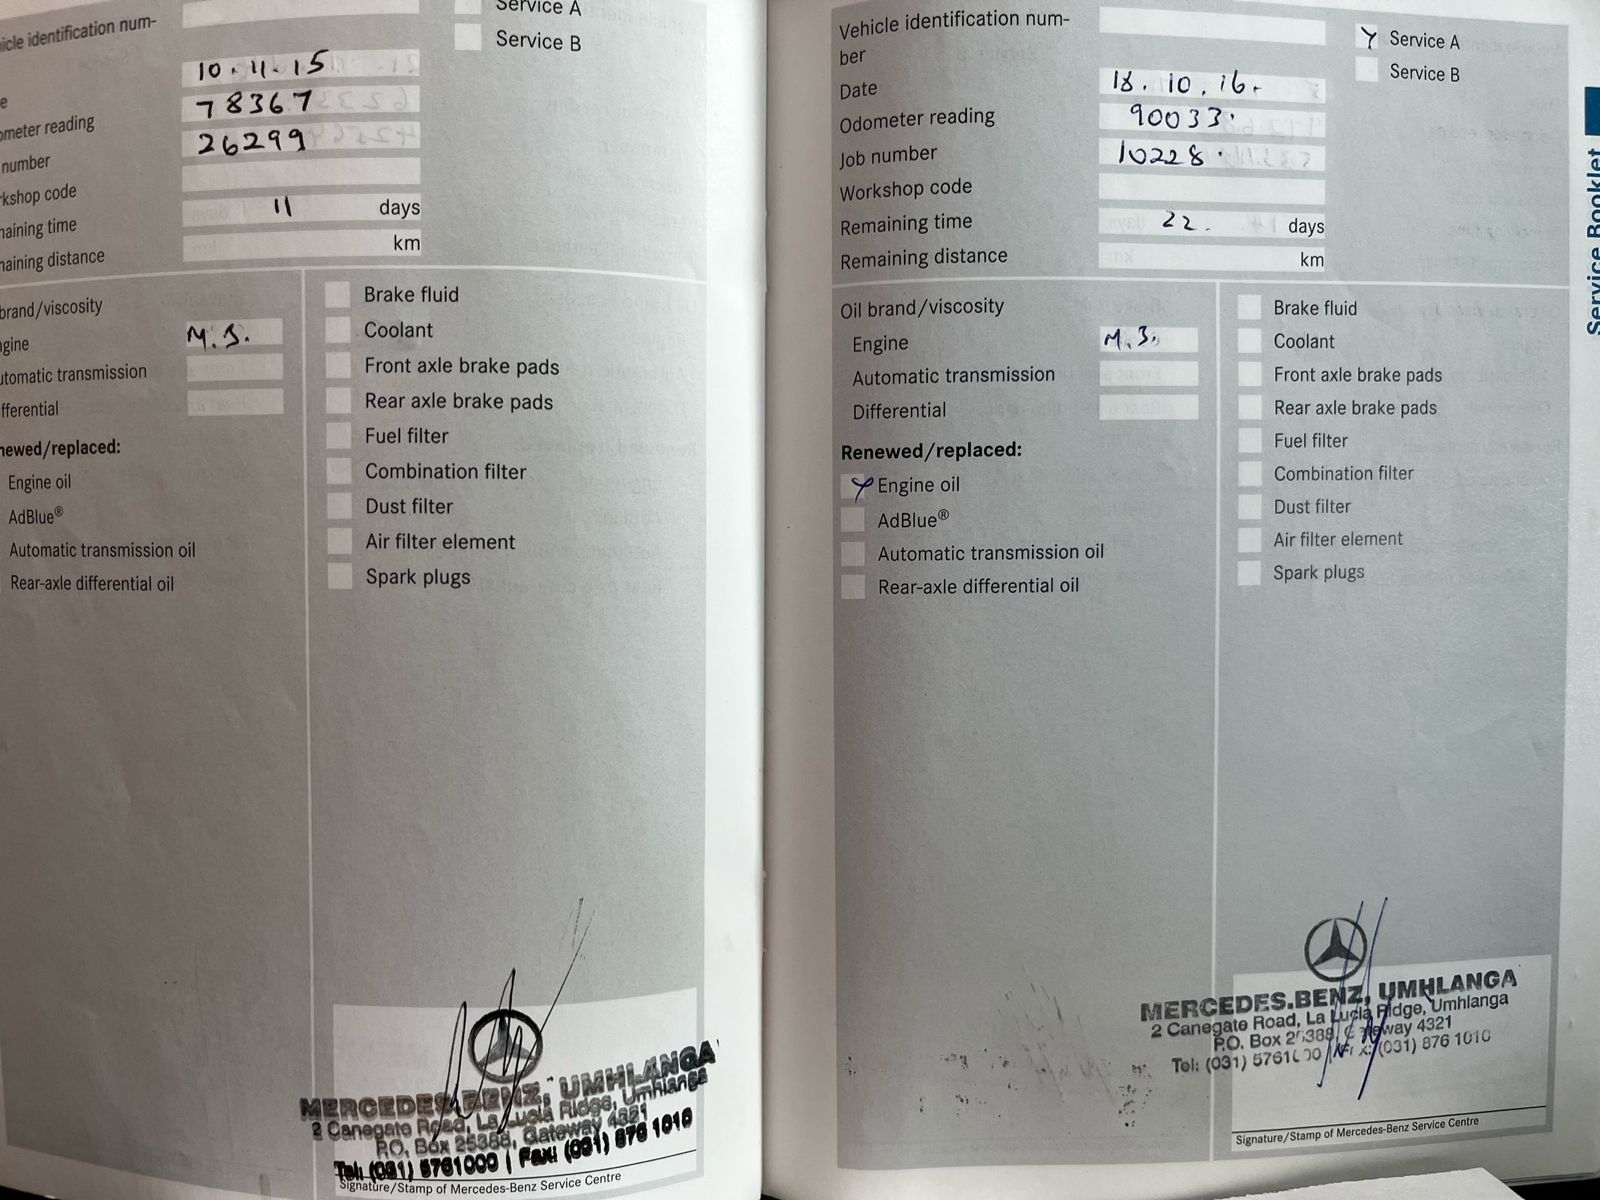 Service A
Service B
icle identification num-
10.11.15
78367
ometer reading
26299
number
rkshop code
11 days
naining time
km
naining distance
brand/viscosity
gine
M.B.
utomatic transmission
fferential
newed/replaced:
Engine oil
AdBlue®
Automatic transmission oil
Rear-axle differential oil
Brake fluid
Coolant
Front axle brake pads
Rear axle brake pads
Fuel filter
Combination filter
Dust filter
Air filter element
Spark plugs
MERCEDES.BENZ, UMHLANGA
2 Canegate Road, La Lucia Ridge, Umhlanga
P.O. Box 25388, Gateway 4321
Tel: (031) 5761000 | Fax: (031) 876 1010
Signature/Stamp of Mercedes-Benz Service Centre
Vehicle identification num-
ber
Service A
Service B
Date 18.10.16.
Odometer reading 90033.
Job number 10228.
Workshop code
Remaining time 22. days
Remaining distance km
Oil brand/viscosity
Engine M.B.
Automatic transmission
Differential
Renewed/replaced:
Engine oil
AdBlue®
Automatic transmission oil
Rear-axle differential oil
Brake fluid
Coolant
Front axle brake pads
Rear axle brake pads
Fuel filter
Combination filter
Dust filter
Air filter element
Spark plugs
MERCEDES.BENZ, UMHLANGA
2 Canegate Road, La Lucia Ridge, Umhlanga
P.O. Box 25388, Gateway 4321
Tel: (031) 5761000 | Fax: (031) 876 1010
Signature/Stamp of Mercedes-Benz Service Centre
Service Booklet